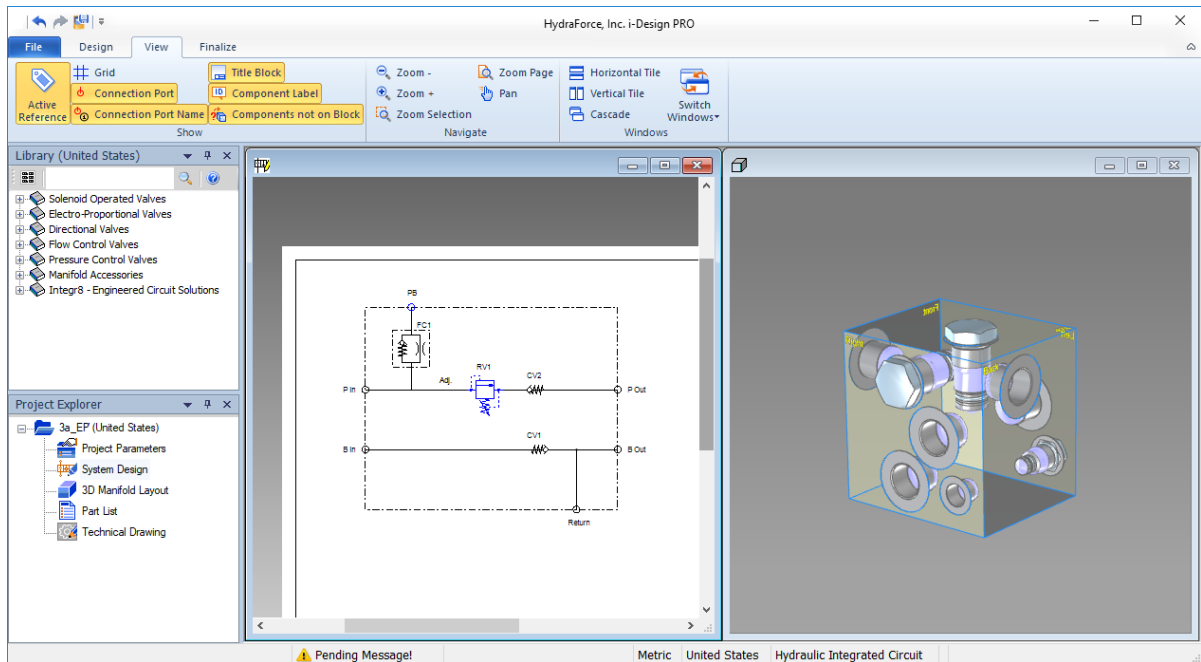 HydraForce, Inc. i-Design PRO
File Design View Finalize
Active Reference
Grid
Connection Port
Connection Port Name
Title Block
Component Label
Components not on Block
Show
Zoom -
Zoom +
Zoom Selection
Zoom Page
Pan
Navigate
Horizontal Tile
Vertical Tile
Cascade
Switch Windows
Windows
Library (United States)
Solenoid Operated Valves
Electro-Proportional Valves
Directional Valves
Flow Control Valves
Pressure Control Valves
Manifold Accessories
Integr8 - Engineered Circuit Solutions
Project Explorer
3a_EP' (United States)
Project Parameters
System Design
3D Manifold Layout
Part List
Technical Drawing
PB
FC1
RV1
Adj.
CV2
P In
P Out
CV1
B In
B Out
Return
Front
Pending Message!
Metric
United States
Hydraulic Integrated Circuit